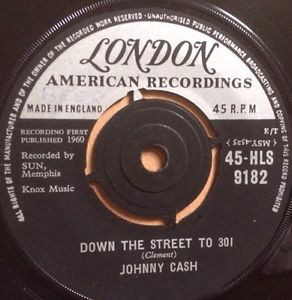 ALL RIGHTS OF THE MANUFACTURER AND OF THE OWNER OF THE RECORDED WORK RESERVED. UNAUTHORISED PUBLIC PERFORMANCE BROADCASTING AND COPYING OF THIS RECORD PROHIBITED
LONDON
AMERICAN RECORDINGS
MADE IN ENGLAND
45 R.P.M
RECORDING FIRST
PUBLISHED 1960
E/T
Recorded by
SUN,
Memphis
Knox Music
45-HLS
9182
DOWN THE STREET TO 301
(Clement)
JOHNNY CASH